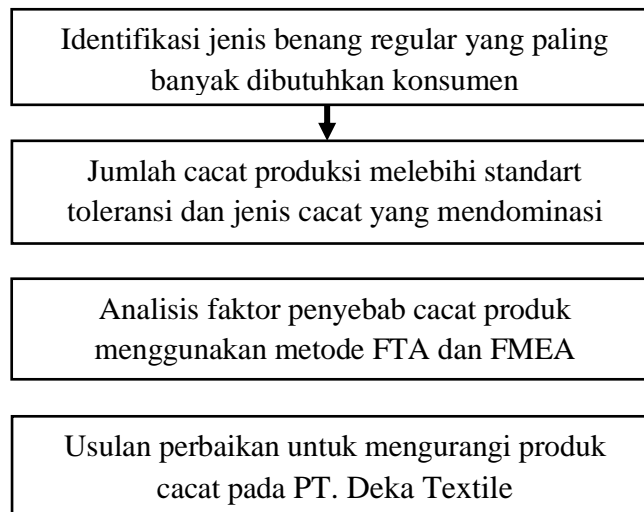 Identifikasi jenis benang regular yang paling
banyak dibutuhkan konsumen
Jumlah cacat produksi melebihi standart
toleransi dan jenis cacat yang mendominasi
Analisis faktor penyebab cacat produk
menggunakan metode FTA dan FMEA
Usulan perbaikan untuk mengurangi produk
cacat pada PT. Deka Textile